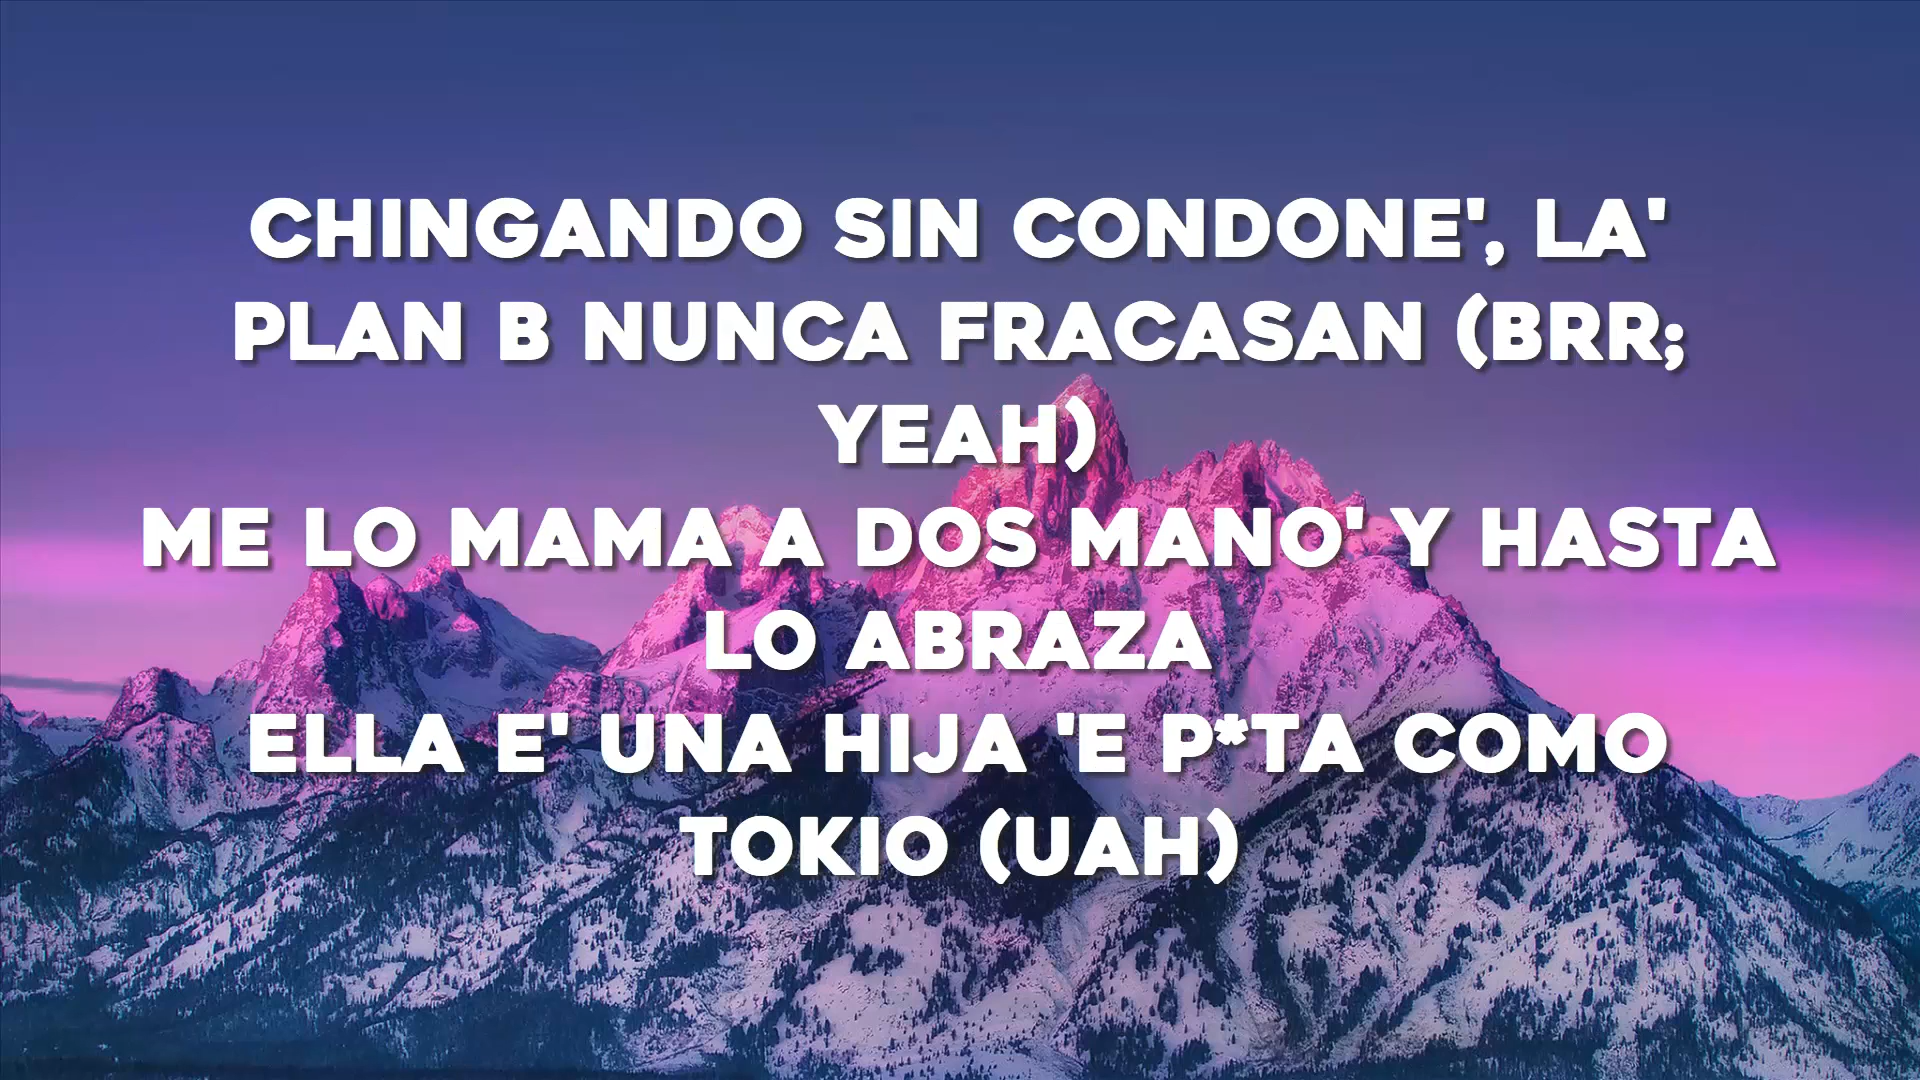 CHINGANDO SIN CONDONE', LA'
PLAN B NUNCA FRACASAN (BRR;
YEAH)
ME LO MAMA A DOS MANO' Y HASTA
LO ABRAZA
ELLA E' UNA HIJA 'E P*TA COMO
TOKIO (UAH)